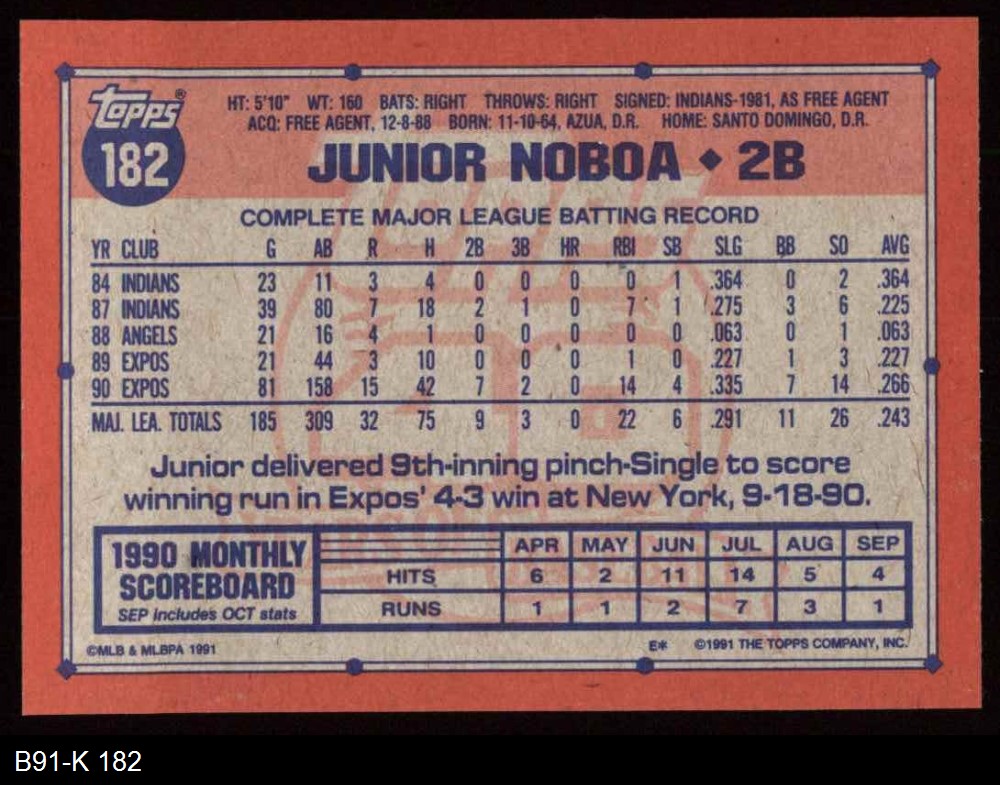 topps®
182
HT: 5'10" WT: 160 BATS: RIGHT THROWS: RIGHT SIGNED: INDIANS-1981, AS FREE AGENT
ACQ: FREE AGENT, 12-8-88 BORN: 11-10-64, AZUA, D.R. HOME: SANTO DOMINGO, D.R.
JUNIOR NOBOA ◆ 2B
COMPLETE MAJOR LEAGUE BATTING RECORD
YR CLUB G AB R H 2B 3B HR RBI SB SLG BB SO AVG
84 INDIANS 23 11 3 4 0 0 0 0 1 .364 0 2 .364
87 INDIANS 39 80 7 18 2 1 0 7 1 .275 3 6 .225
88 ANGELS 21 16 4 1 0 0 0 0 0 .063 0 1 .063
89 EXPOS 21 44 3 10 0 0 0 1 0 .227 1 3 .227
90 EXPOS 81 158 15 42 7 2 0 14 4 .335 7 14 .266
MAJ. LEA. TOTALS 185 309 32 75 9 3 0 22 6 .291 11 26 .243
Junior delivered 9th-inning pinch-Single to score
winning run in Expos' 4-3 win at New York, 9-18-90.
1990 MONTHLY
SCOREBOARD
SEP includes OCT stats
APR MAY JUN JUL AUG SEP
HITS 6 2 11 14 5 4
RUNS 1 1 2 7 3 1
©MLB & MLBPA 1991 E* ©1991 THE TOPPS COMPANY, INC.
B91-K 182